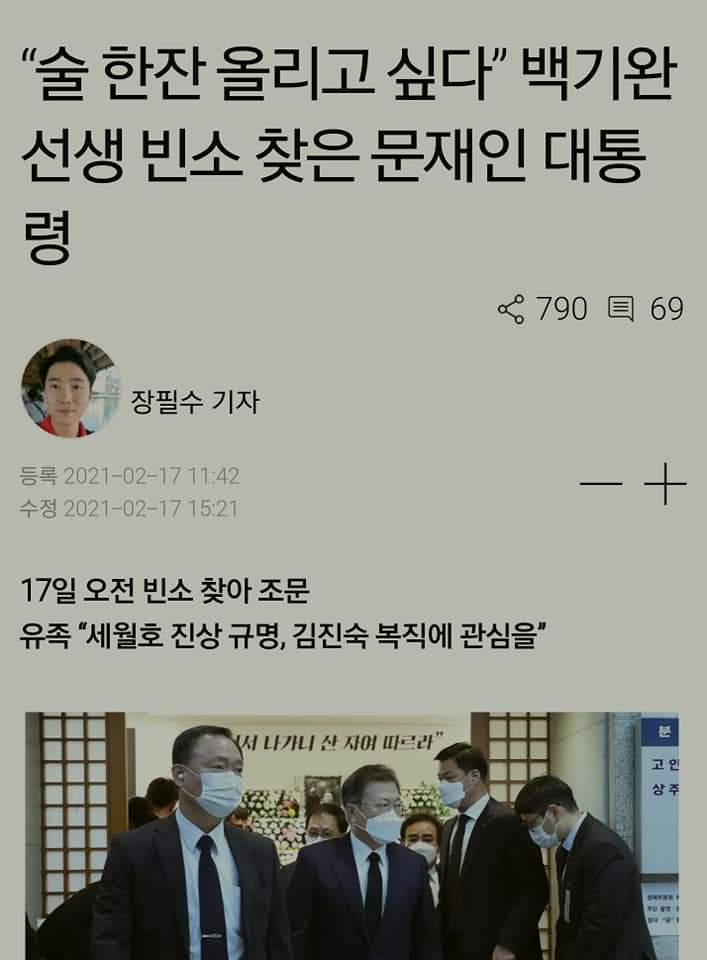 “술 한잔 올리고 싶다” 백기완
선생 빈소 찾은 문재인 대통
령
790 69
장필수 기자
등록 2021-02-17 11:42
수정 2021-02-17 15:21
17일 오전 빈소 찾아 조문
유족 “세월호 진상 규명, 김진숙 복직에 관심을”
서 나가니 산 자여 따르라”
분
고인
상주